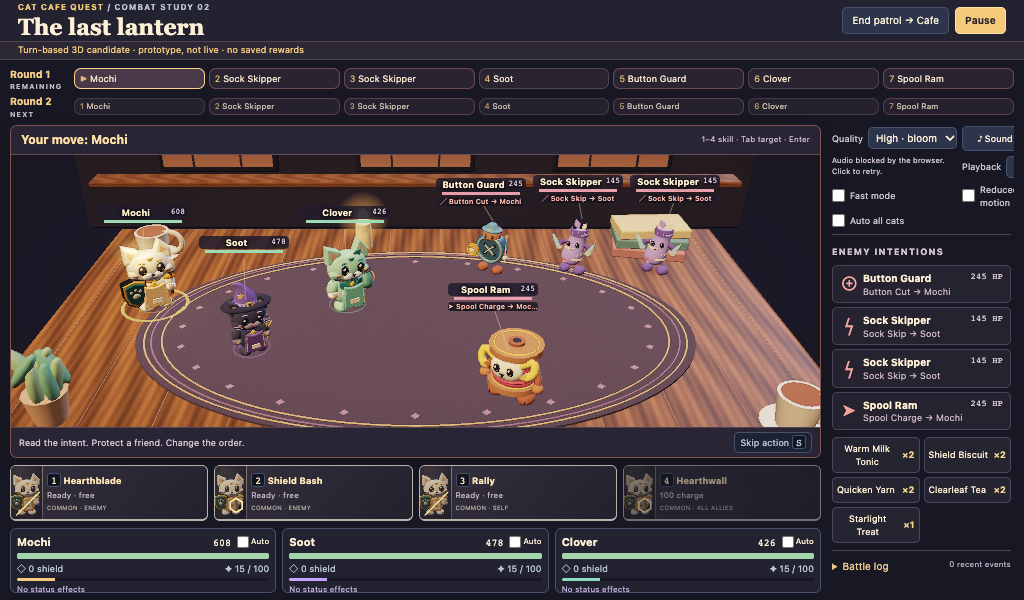 CAT CAFE QUEST / COMBAT STUDY 02
The last lantern
End patrol → Cafe
Pause
Turn-based 3D candidate · prototype, not live · no saved rewards
Round 1
REMAINING
▶ Mochi
2 Sock Skipper
3 Sock Skipper
4 Soot
5 Button Guard
6 Clover
7 Spool Ram
Round 2
NEXT
1 Mochi
2 Sock Skipper
3 Sock Skipper
4 Soot
5 Button Guard
6 Clover
7 Spool Ram
Your move: Mochi
1–4 skill · Tab target · Enter
Mochi 608
Soot 478
Clover 426
Button Guard 245
Button Cut → Mochi
Sock Skipper 145
Sock Skip → Soot
Sock Skipper 145
Sock Skip → Soot
Spool Ram 245
Spool Charge → Moc...
Read the intent. Protect a friend. Change the order.
Skip action S
1 Hearthblade
Ready · free
COMMON · ENEMY
2 Shield Bash
Ready · free
COMMON · ENEMY
3 Rally
Ready · free
COMMON · SELF
4 Hearthwall
100 charge
COMMON · ALL ALLIES
Mochi 608 Auto
0 shield 15 / 100
No status effects
Soot 478 Auto
0 shield 15 / 100
No status effects
Clover 426 Auto
0 shield 15 / 100
No status effects
Quality High · bloom ♪ Sound
Audio blocked by the browser.
Click to retry.
Playback
Fast mode
Reduced
motion
Auto all cats
ENEMY INTENTIONS
Button Guard 245 HP
Button Cut → Mochi
Sock Skipper 145 HP
Sock Skip → Soot
Sock Skipper 145 HP
Sock Skip → Soot
Spool Ram 245 HP
Spool Charge → Mochi
Warm Milk
Tonic ×2
Shield Biscuit ×2
Quicken Yarn ×2
Clearleaf Tea ×2
Starlight
Treat ×1
▶ Battle log 0 recent events